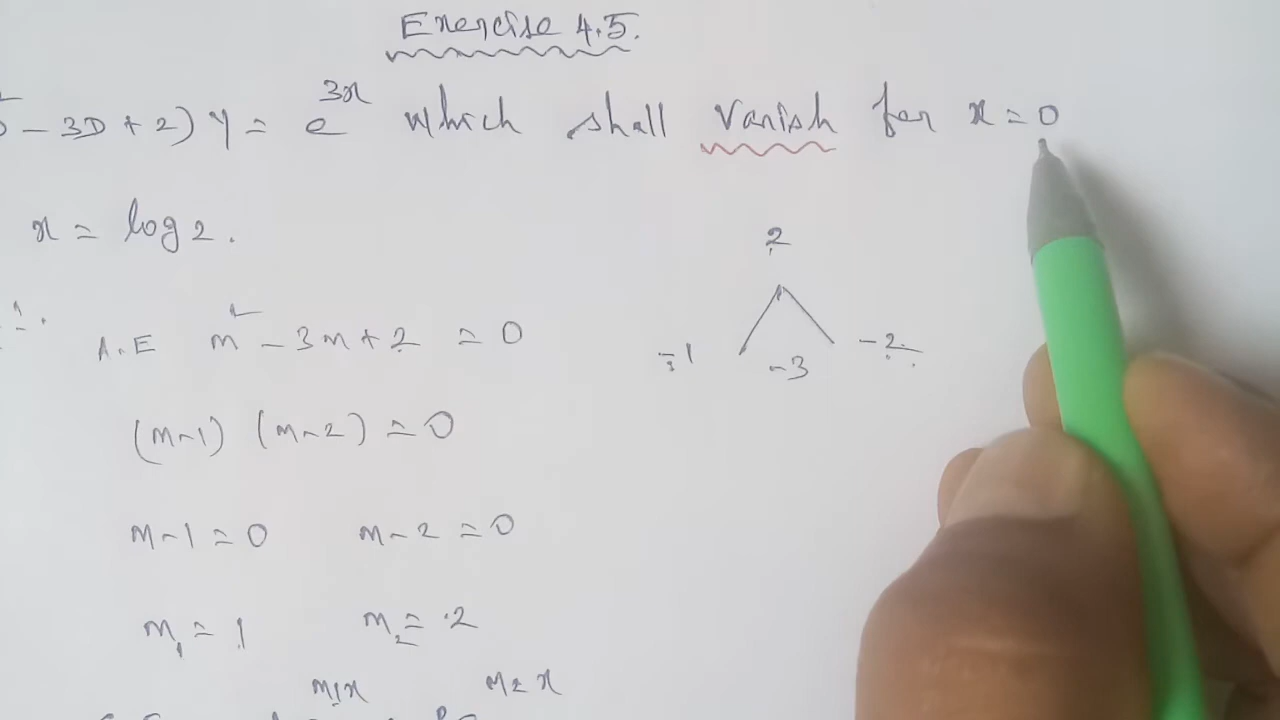 Exercise 4.5.
- 3D + 2) y = e^3x which shall vanish for x = 0
x = log 2.
2
A.E m² - 3m + 2 = 0
-1 -3 -2
(m-1) (m-2) = 0
m-1 = 0 m-2 = 0
m₁ = 1 m₂ = 2
m₁x m₂x